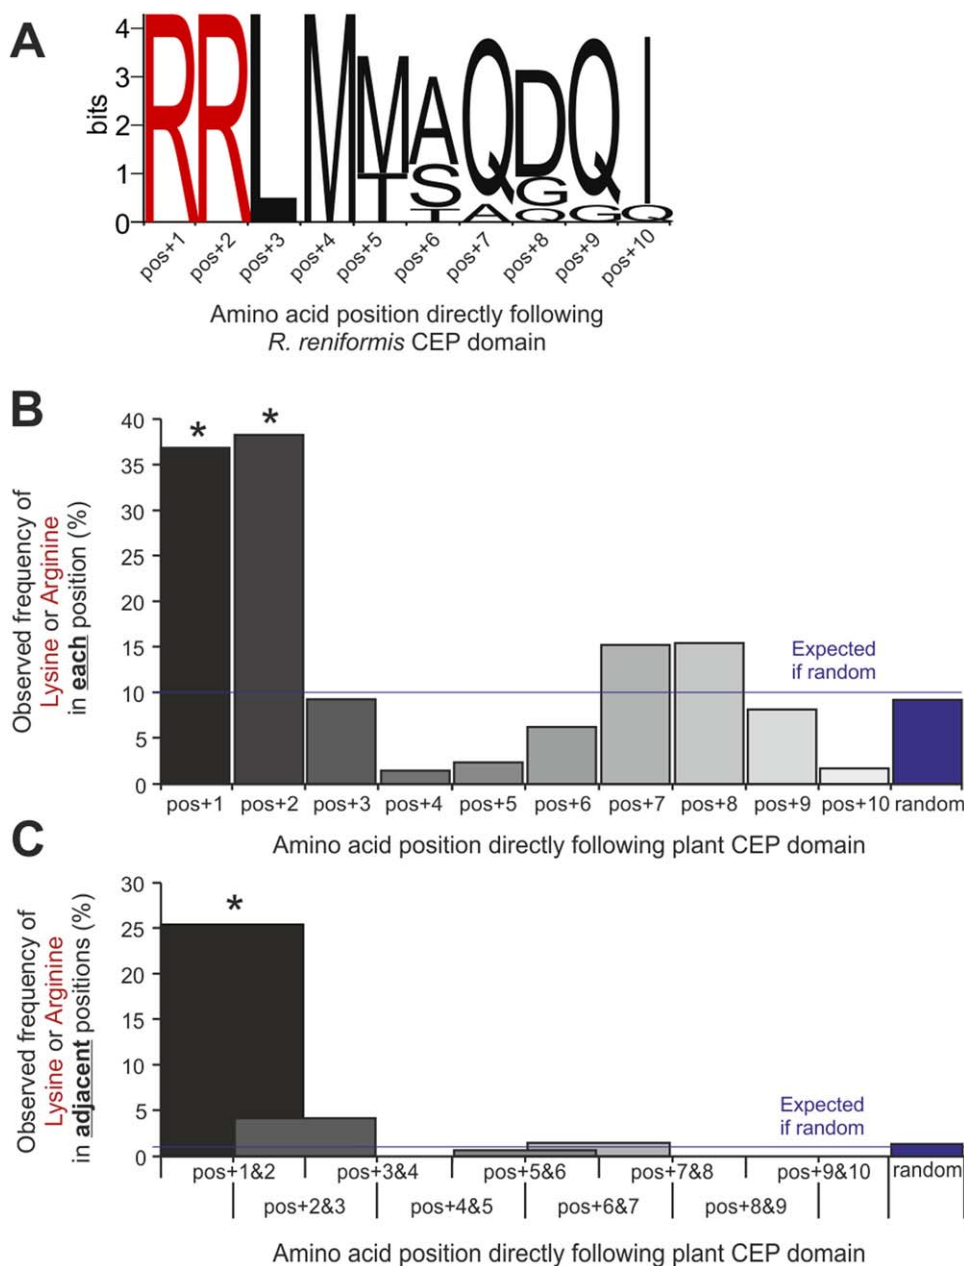 A
bits
4
3
2
1
0
R R L M M A Q D Q I
T S A G G Q
T Q
pos+1 pos+2 pos+3 pos+4 pos+5 pos+6 pos+7 pos+8 pos+9 pos+10
Amino acid position directly following
R. reniformis CEP domain
B
Observed frequency of
Lysine or Arginine
in each position (%)
40
35
30
25
20
15
10
5
0
* *
Expected
if random
pos+1 pos+2 pos+3 pos+4 pos+5 pos+6 pos+7 pos+8 pos+9 pos+10 random
Amino acid position directly following plant CEP domain
C
Observed frequency of
Lysine or Arginine
in adjacent positions (%)
30
25
20
15
10
5
0
*
Expected
if random
pos+1&2 pos+3&4 pos+5&6 pos+7&8 pos+9&10 random
pos+2&3 pos+4&5 pos+6&7 pos+8&9
Amino acid position directly following plant CEP domain